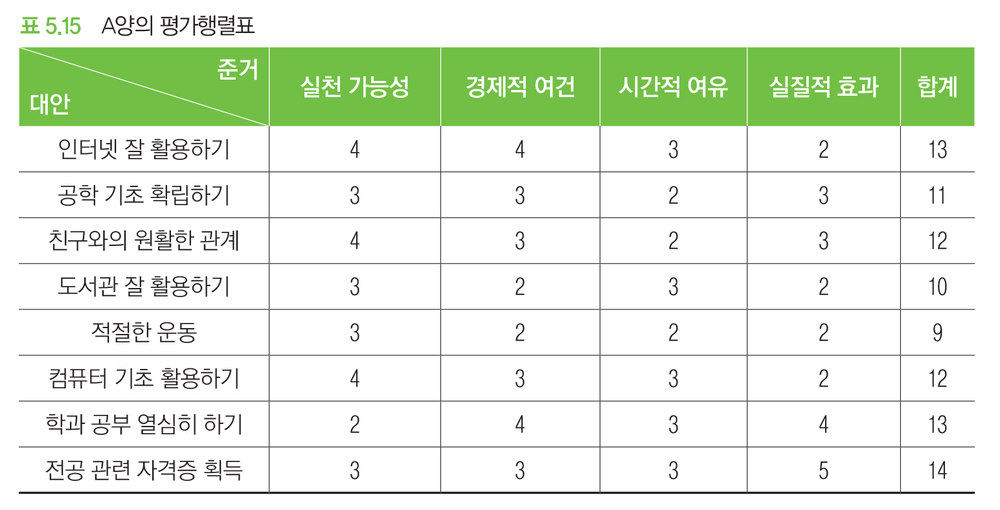 표 5.15 A양의 평가행렬표
준거
대안 실천 가능성 경제적 여건 시간적 여유 실질적 효과 합계
인터넷 잘 활용하기 4 4 3 2 13
공학 기초 확립하기 3 3 2 3 11
친구와의 원활한 관계 4 3 2 3 12
도서관 잘 활용하기 3 2 3 2 10
적절한 운동 3 2 2 2 9
컴퓨터 기초 활용하기 4 3 3 2 12
학과 공부 열심히 하기 2 4 3 4 13
전공 관련 자격증 획득 3 3 3 5 14